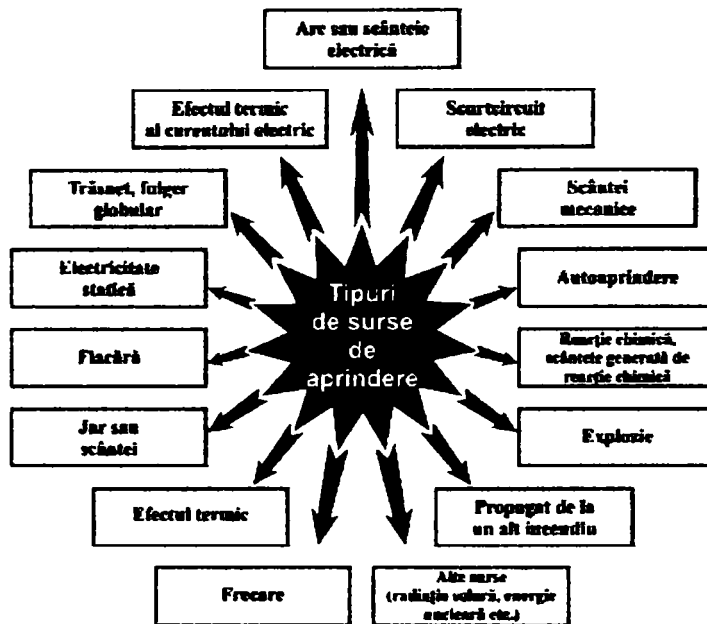 Arc sau scânteie
electrică
Efectul termic
al curentului electric
Scurtcircuit
electric
Trăsnet, fulger
globular
Scântei
mecanice
Electricitate
statică
Autoaprindere
Tipuri
de surse
de
aprindere
Flacără
Reacție chimică,
scânteie generată de
reacție chimică
Jar sau
scântei
Explozie
Efectul termic
Propagat de la
un alt incendiu
Frecare
Alte surse
(radiație solară, energie
nucleară etc.)